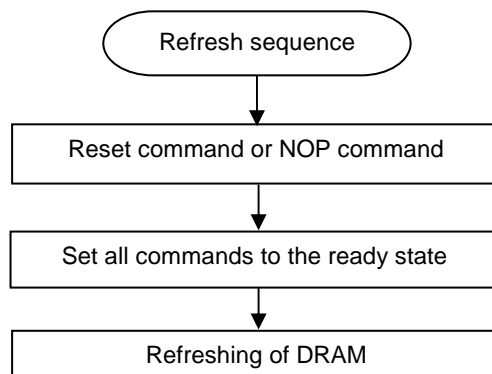 Refresh sequence
Reset command or NOP command
Set all commands to the ready state
Refreshing of DRAM